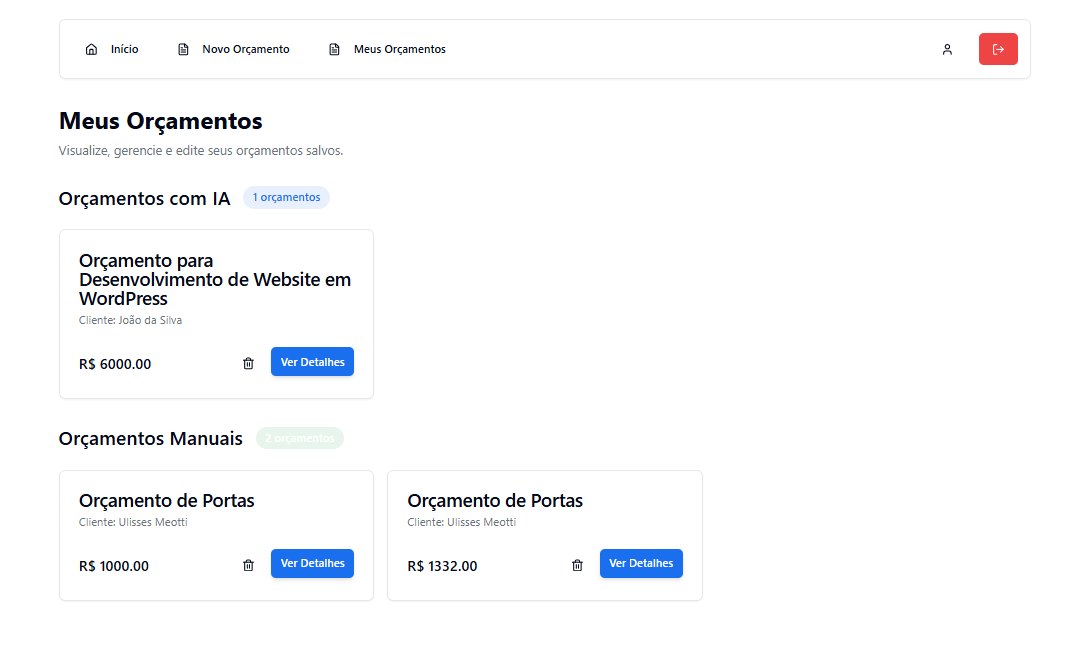 Início Novo Orçamento Meus Orçamentos
Meus Orçamentos
Visualize, gerencie e edite seus orçamentos salvos.
Orçamentos com IA 1 orçamentos
Orçamento para
Desenvolvimento de Website em
WordPress
Cliente: João da Silva
R$ 6000.00 Ver Detalhes
Orçamentos Manuais 2 orçamentos
Orçamento de Portas
Cliente: Ulisses Meotti
R$ 1000.00 Ver Detalhes
Orçamento de Portas
Cliente: Ulisses Meotti
R$ 1332.00 Ver Detalhes